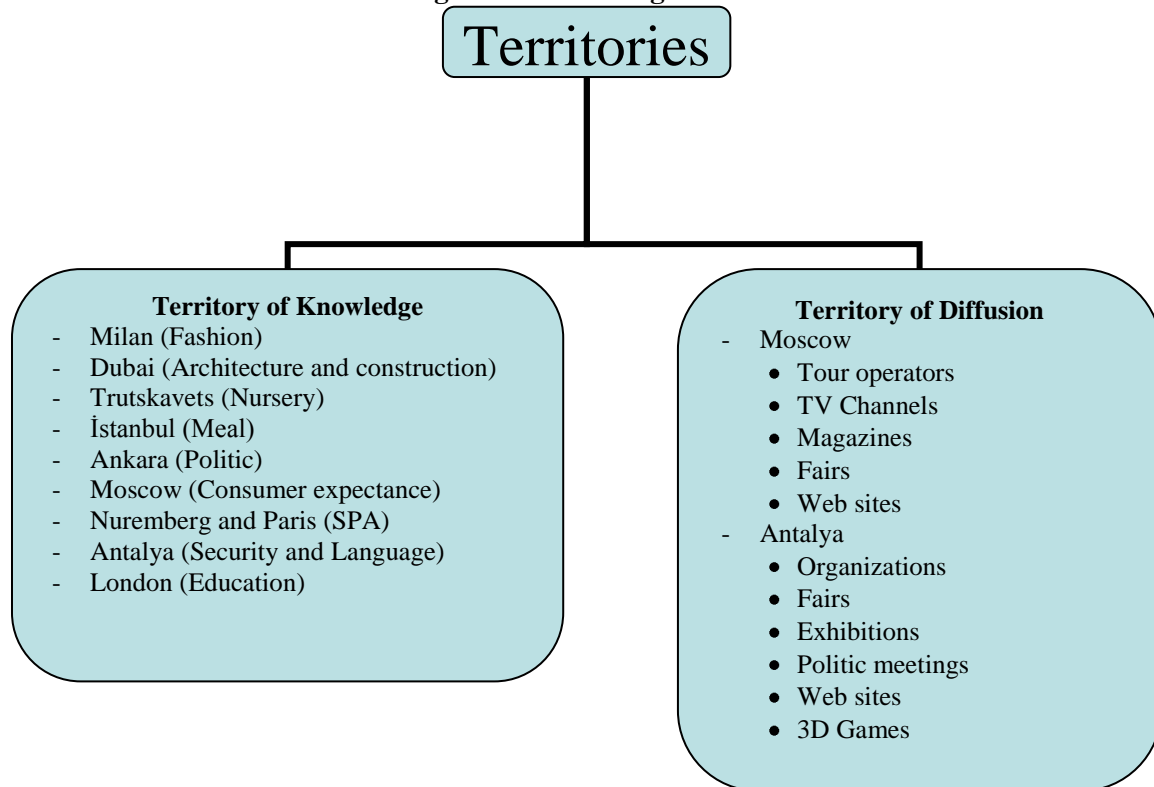 Territories
Territory of Knowledge
- Milan (Fashion)
- Dubai (Architecture and construction)
- Trutskavets (Nursery)
- İstanbul (Meal)
- Ankara (Politic)
- Moscow (Consumer expectance)
- Nuremberg and Paris (SPA)
- Antalya (Security and Language)
- London (Education)
Territory of Diffusion
- Moscow
• Tour operators
• TV Channels
• Magazines
• Fairs
• Web sites
- Antalya
• Organizations
• Fairs
• Exhibitions
• Politic meetings
• Web sites
• 3D Games